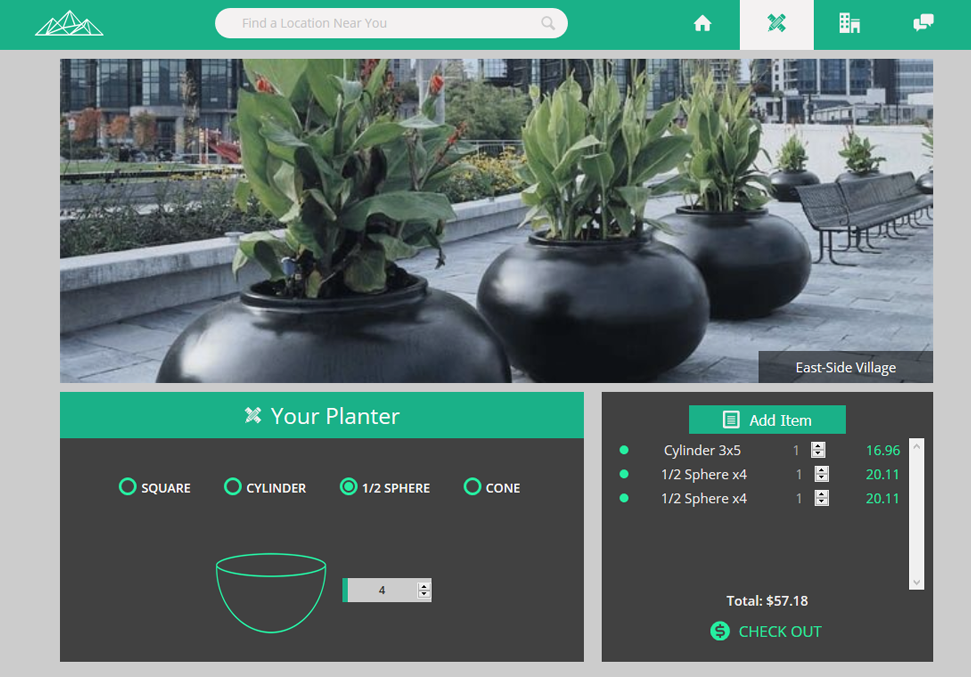 Find a Location Near You
East-Side Village
Your Planter
SQUARE CYLINDER 1/2 SPHERE CONE
4
Add Item
Cylinder 3x5 1 16.96
1/2 Sphere x4 1 20.11
1/2 Sphere x4 1 20.11
Total: $57.18
$ CHECK OUT